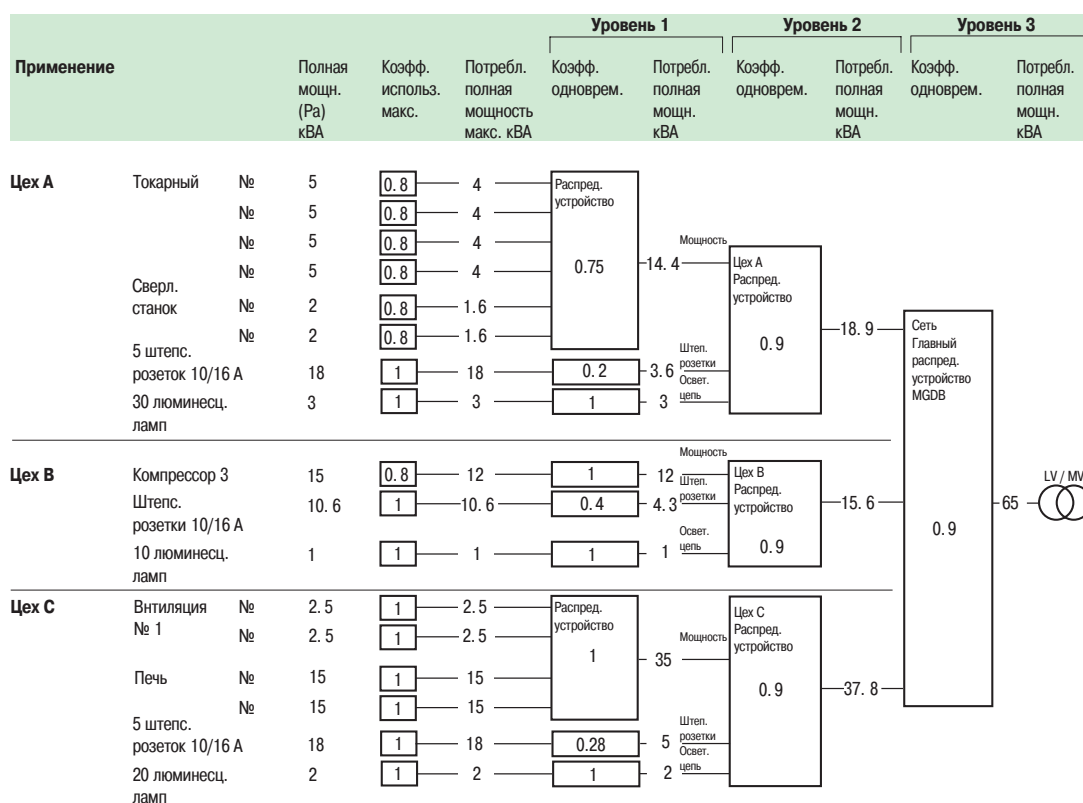 Уровень 1 Уровень 2 Уровень 3
Применение Полная Коэфф. Потребл. Коэфф. Потребл. Коэфф. Потребл. Коэфф. Потребл.
мощн. использ. полная одноврем. полная одноврем. полная одноврем. полная
(Pa) макс. мощность мощн. мощн. мощн.
кВА макс. кВА кВА кВА кВА
Цех A Токарный № 5 0.8 4 Распред.
устройство
№ 5 0.8 4
№ 5 0.8 4
Мощность
№ 5 0.8 4 0.75 14.4 Цех A
Сверл. Распред.
станок № 2 0.8 1.6 устройство
№ 2 0.8 1.6 0.9 18.9 Сеть
Главный
распред.
устройство
MGDB
5 штепс. Штеп.
розеток 10/16 A 18 1 18 0.2 3.6 розетки
Освет.
30 люминесц. 3 1 3 1 3 цепь
ламп
Мощность
Цех B Компрессор 3 15 0.8 12 1 12 Цех B LV / MV
Штепс. 10.6 1 10.6 0.4 4.3 Штеп. Распред. 15.6 65
розетки 10/16 A розетки устройство 0.9
Освет.
10 люминесц. 1 1 1 1 1 цепь 0.9
ламп
Цех C Внтиляция № 2.5 1 2.5 Распред. Цех C
№ 1 № 2.5 1 2.5 устройство Мощность Распред.
1 35 устройство
Печь № 15 1 15 0.9 37.8
№ 15 1 15
5 штепс. Штеп.
розеток 10/16 A 18 1 18 0.28 5 розетки
Освет.
20 люминесц. 2 1 2 1 2 цепь
ламп